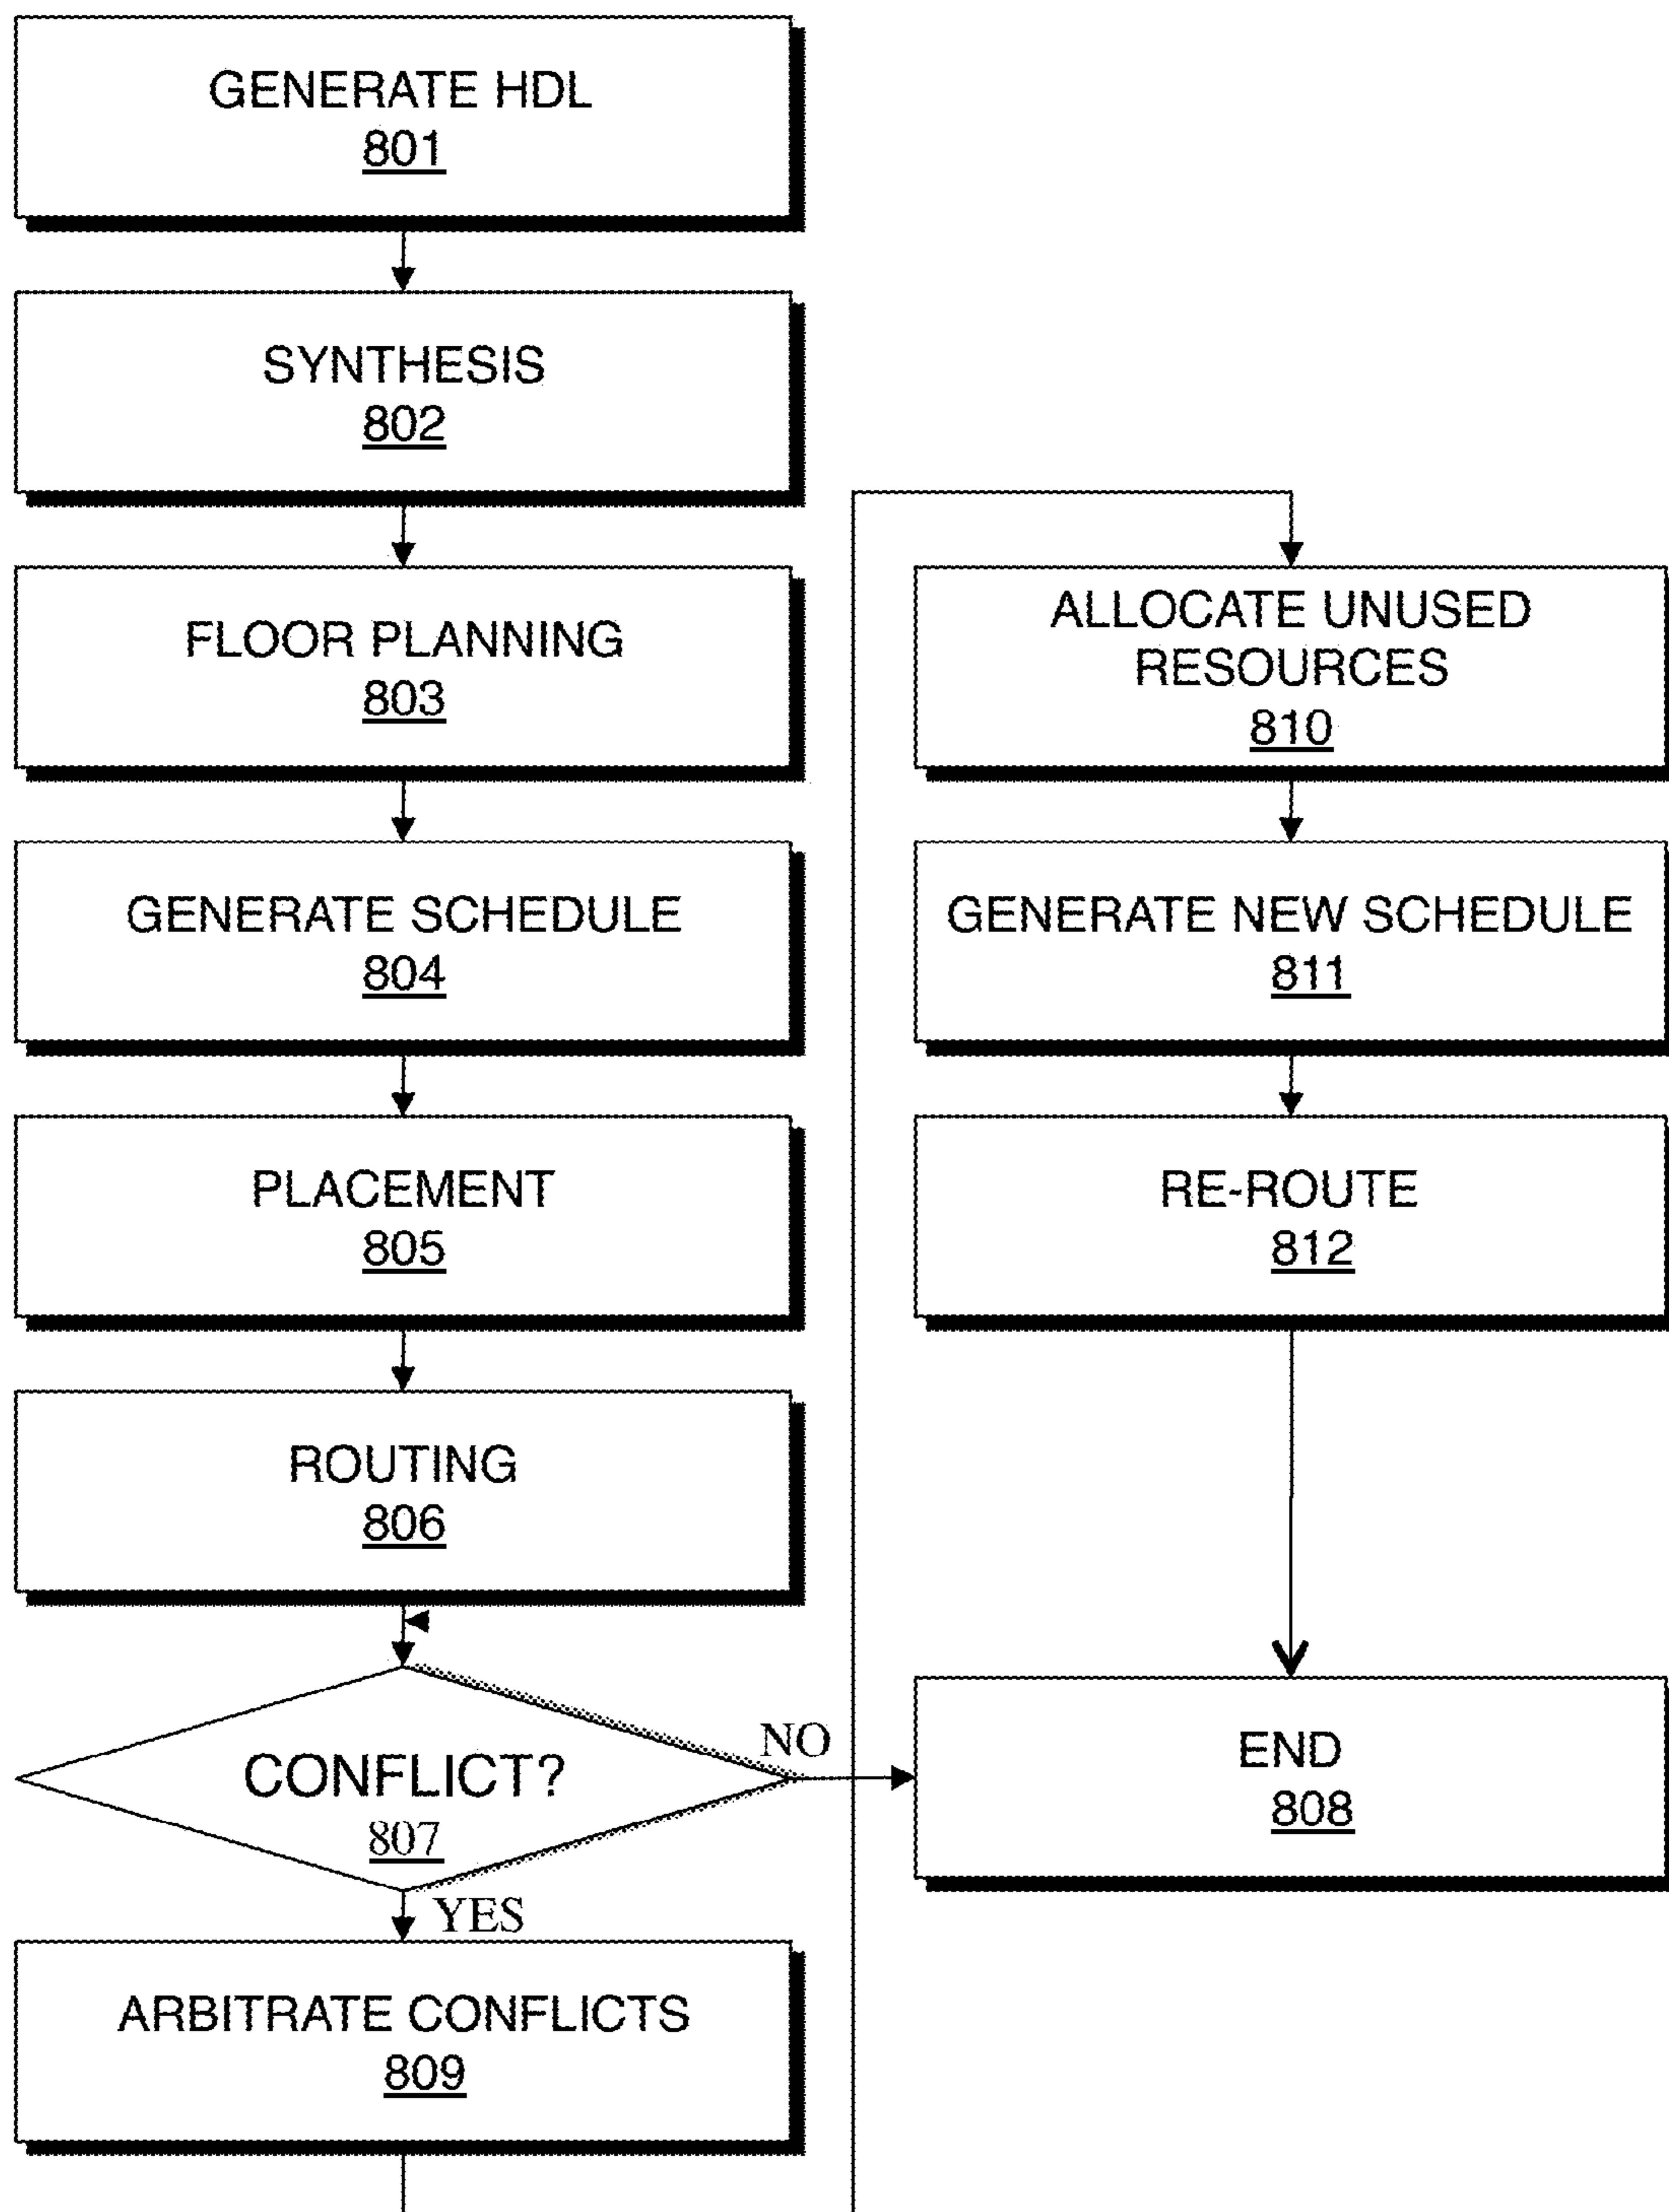 GENERATE HDL
801
SYNTHESIS
802
FLOOR PLANNING
803
GENERATE SCHEDULE
804
PLACEMENT
805
ROUTING
806
CONFLICT?
807
NO
YES
ARBITRATE CONFLICTS
809
ALLOCATE UNUSED
RESOURCES
810
GENERATE NEW SCHEDULE
811
RE-ROUTE
812
END
808